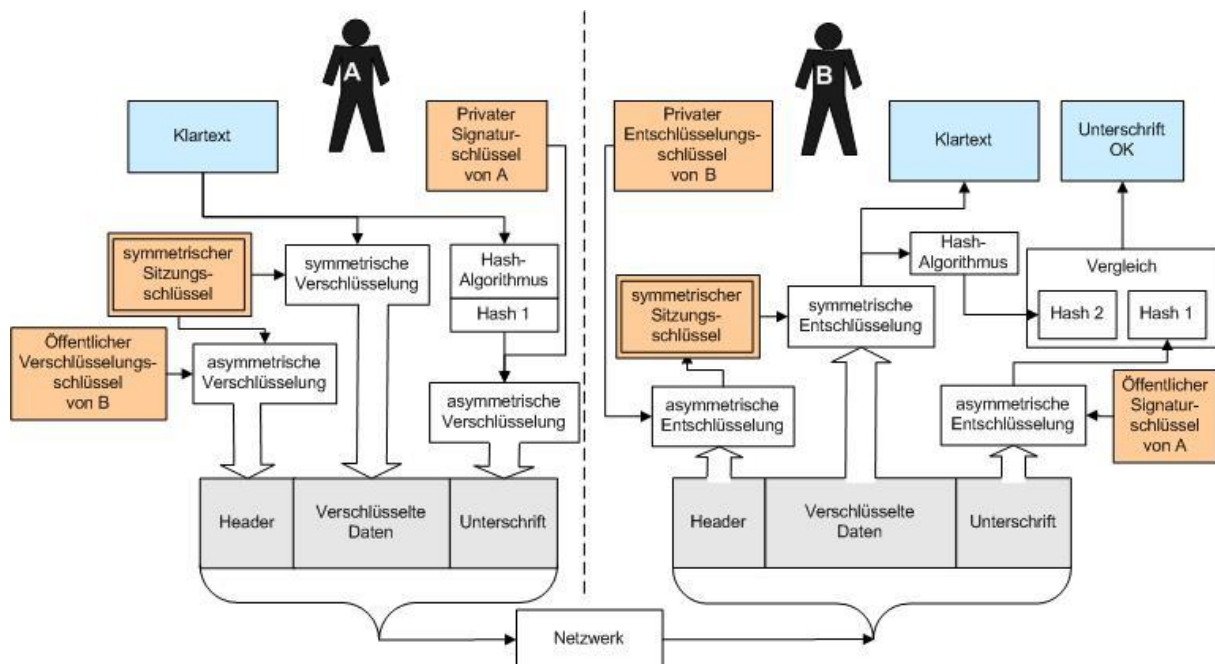 A
Klartext
Privater
Signatur-
schlüssel
von A
symmetrischer
Sitzungs-
schlüssel
symmetrische
Verschlüsselung
Hash-
Algorithmus
Hash 1
Öffentlicher
Verschlüsselungs-
schlüssel
von B
asymmetrische
Verschlüsselung
asymmetrische
Verschlüsselung
Header
Verschlüsselte
Daten
Unterschrift
B
Privater
Entschlüsselungs-
schlüssel
von B
Klartext
Unterschrift
OK
symmetrischer
Sitzungs-
schlüssel
symmetrische
Entschlüsselung
Hash-
Algorithmus
Vergleich
Hash 2
Hash 1
asymmetrische
Entschlüsselung
asymmetrische
Entschlüsselung
Öffentlicher
Signatur-
schlüssel
von A
Header
Verschlüsselte
Daten
Unterschrift
Netzwerk